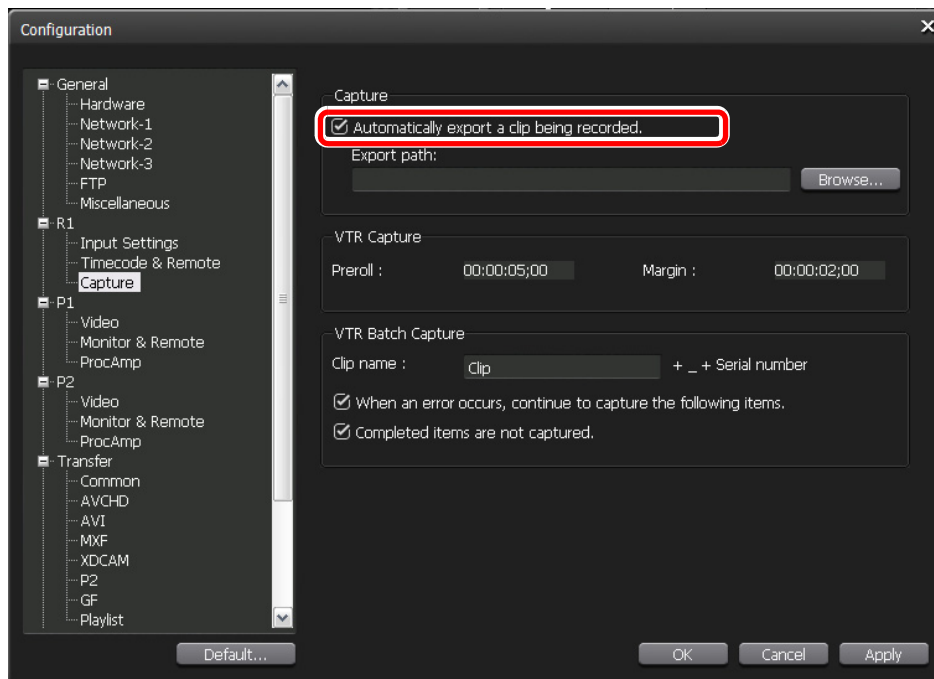 Configuration
General
Hardware
Network-1
Network-2
Network-3
FTP
Miscellaneous
R1
Input Settings
Timecode & Remote
Capture
P1
Video
Monitor & Remote
ProcAmp
P2
Video
Monitor & Remote
ProcAmp
Transfer
Common
AVCHD
AVI
MXF
XDCAM
P2
GF
Playlist
Default...
Capture
Automatically export a clip being recorded.
Export path:
Browse...
VTR Capture
Preroll : 00:00:05;00 Margin : 00:00:02;00
VTR Batch Capture
Clip name : Clip + _ + Serial number
When an error occurs, continue to capture the following items.
Completed items are not captured.
OK Cancel Apply